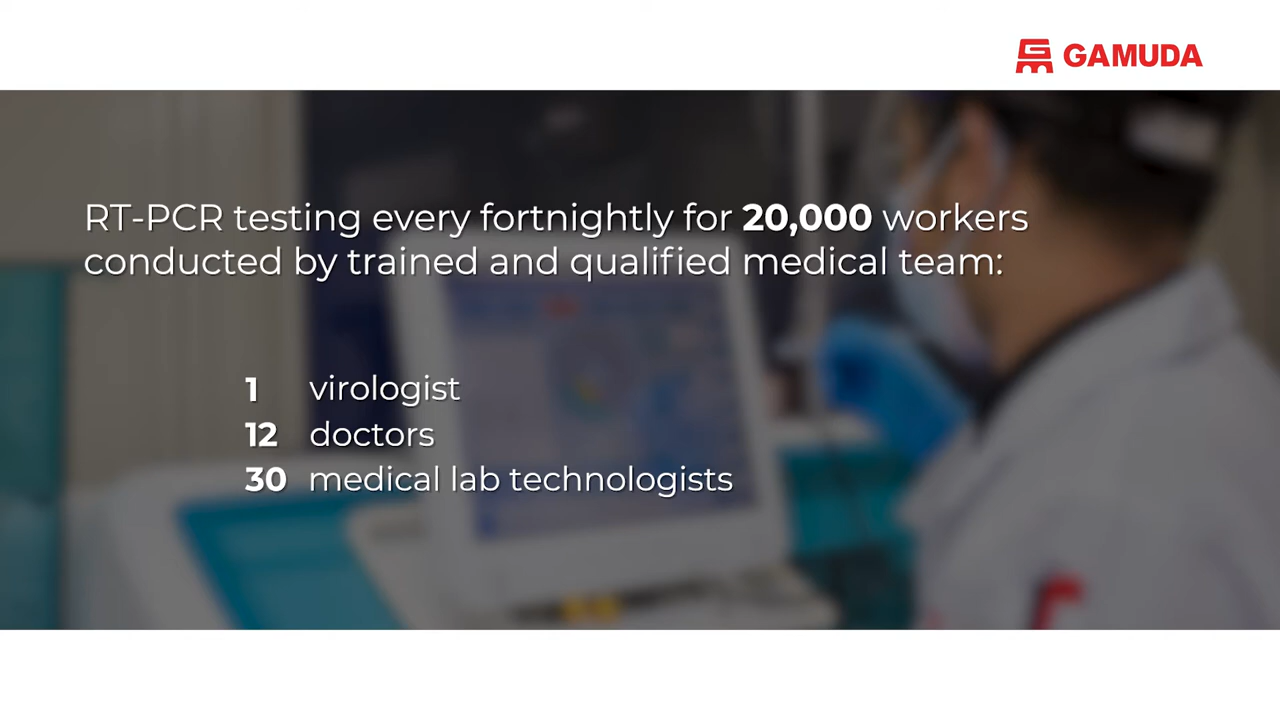 GAMUDA
RT-PCR testing every fortnightly for 20,000 workers
conducted by trained and qualified medical team:
1 virologist
12 doctors
30 medical lab technologists